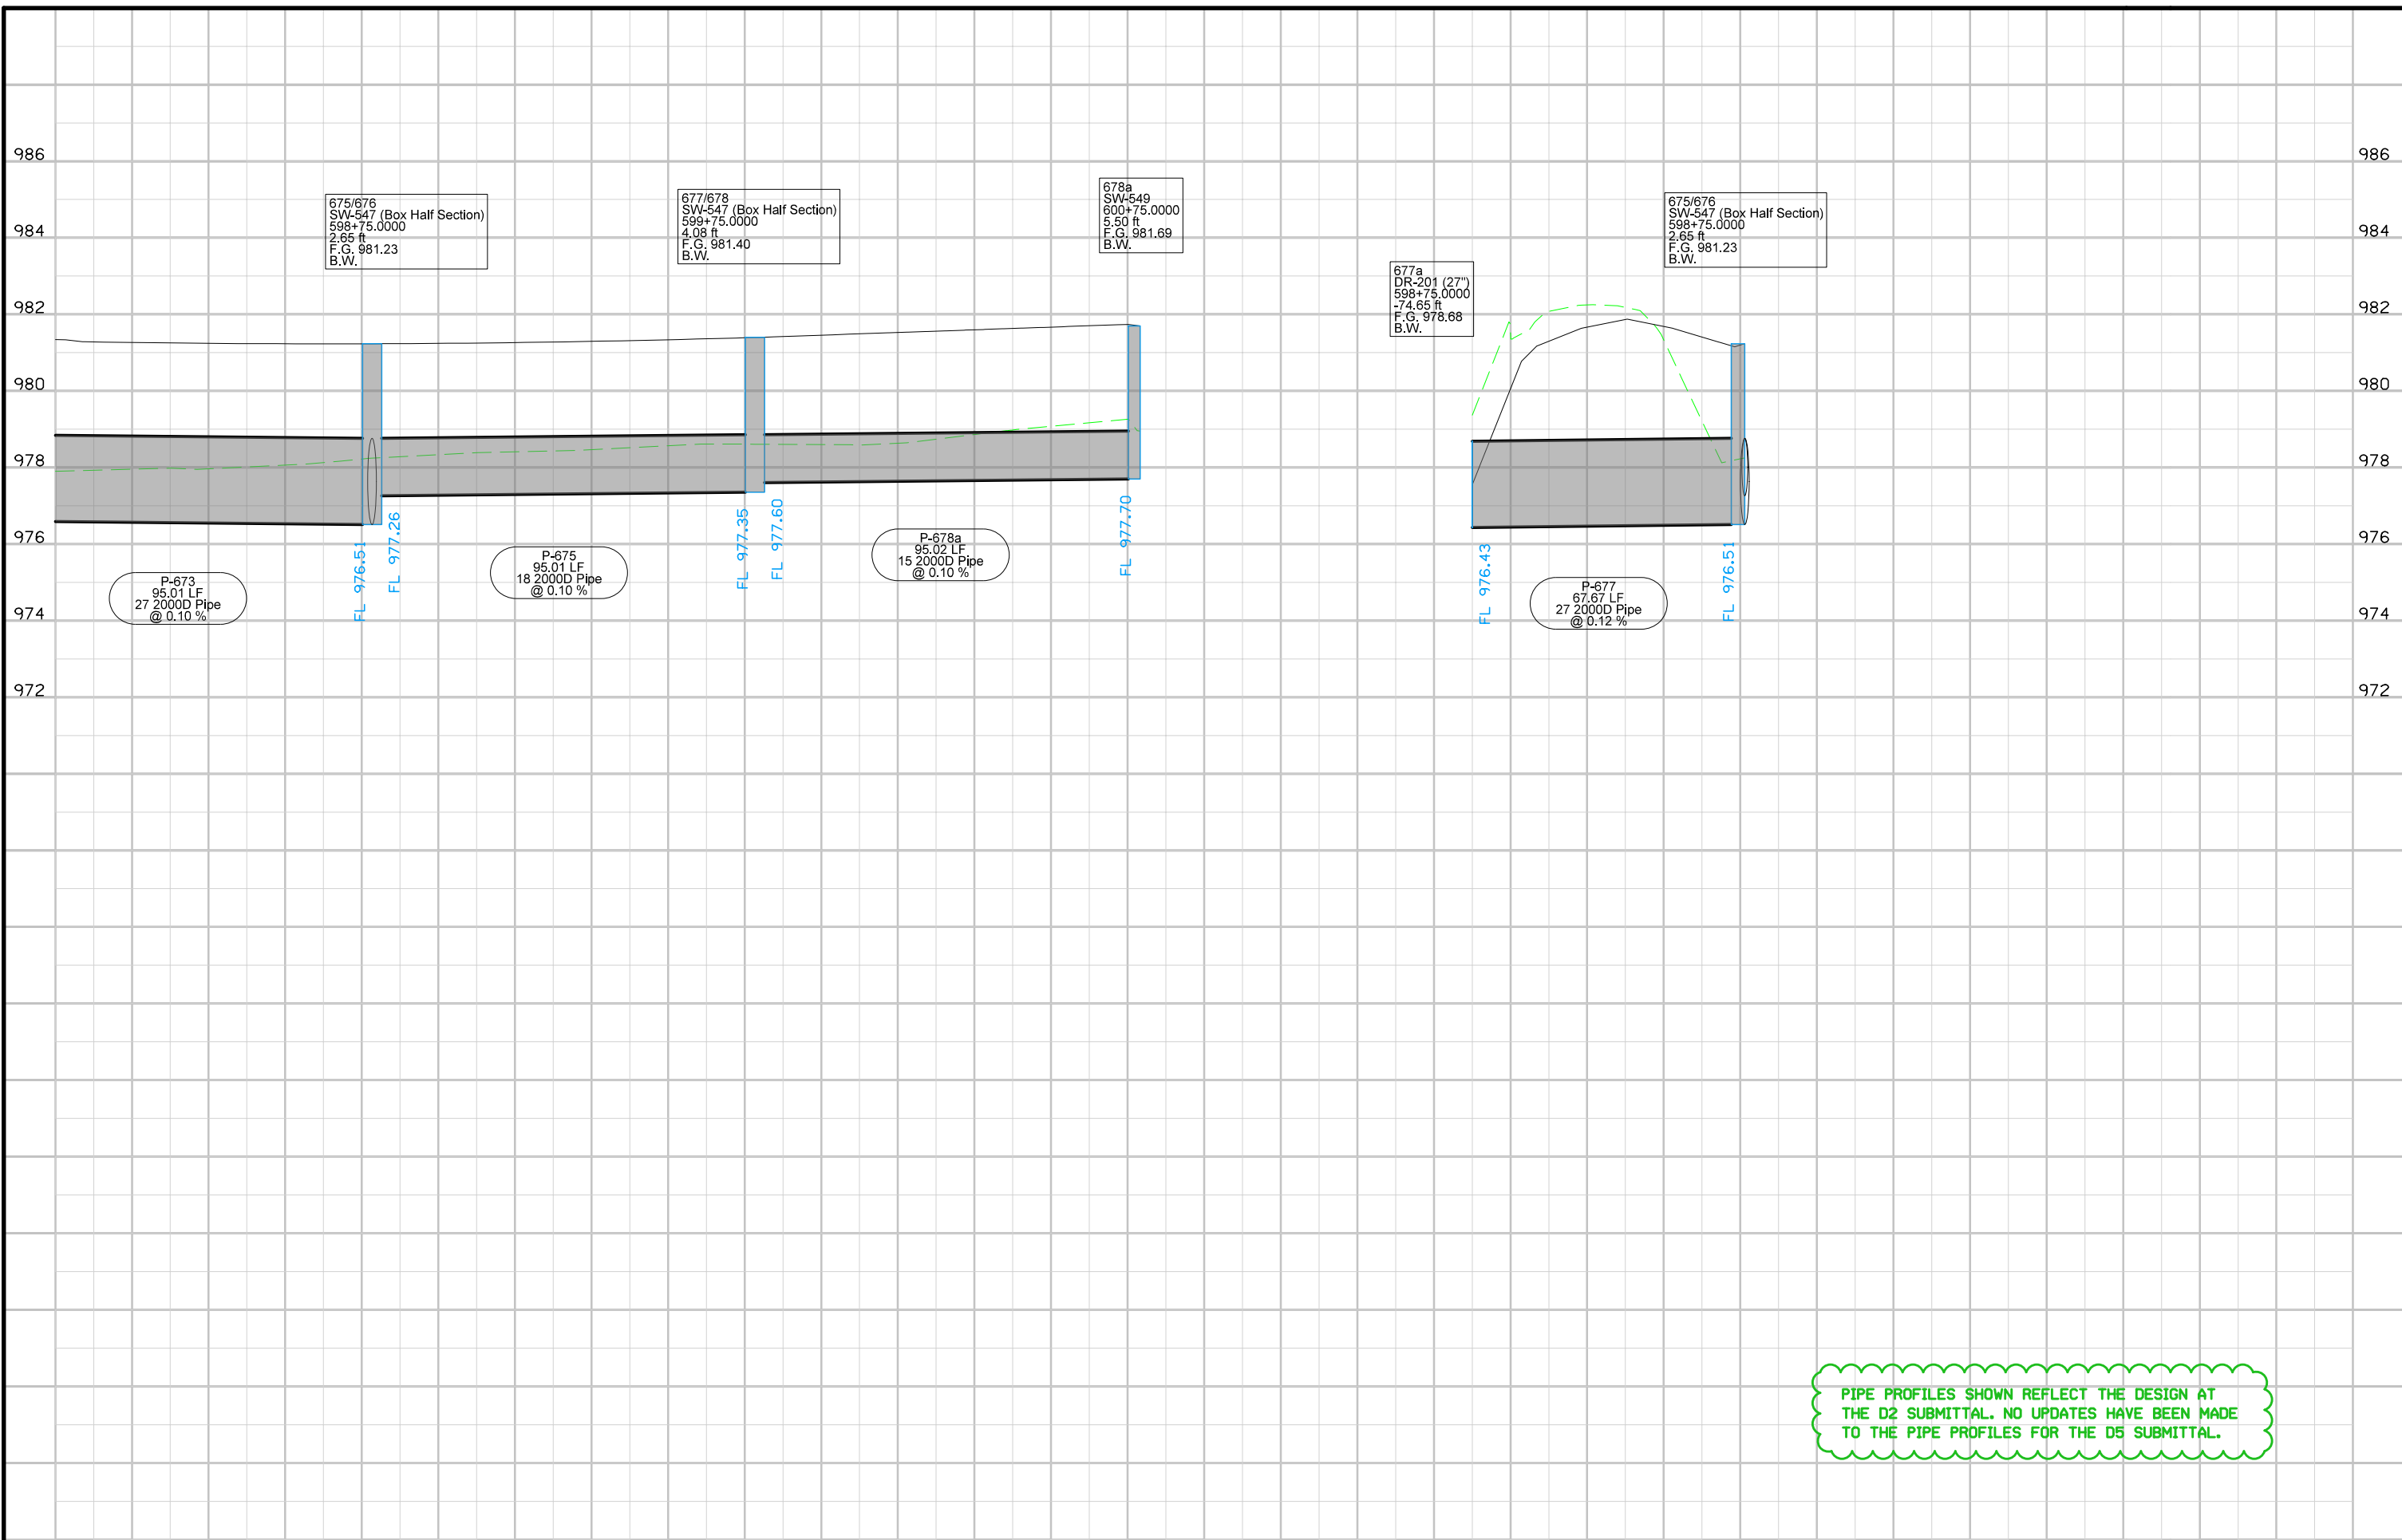 986
984
982
980
978
976
974
972
675/676
SW-547 (Box Half Section)
598+75.0000
2.65 ft
F.G. 981.23
B.W.
677/678
SW-547 (Box Half Section)
599+75.0000
4.08 ft
F.G. 981.40
B.W.
678a
SW-549
600+75.0000
5.50 ft
F.G. 981.69
B.W.
677a
DR-201 (27")
598+75.0000
-74.65 ft
F.G. 978.68
B.W.
675/676
SW-547 (Box Half Section)
598+75.0000
2.65 ft
F.G. 981.23
B.W.
986
984
982
980
978
976
974
972
P-673
95.01 LF
27 2000D Pipe
@ 0.10 %
FL 976.51
FL 977.26
P-675
95.01 LF
18 2000D Pipe
@ 0.10 %
FL 977.35
FL 977.60
P-678a
95.02 LF
15 2000D Pipe
@ 0.10 %
FL 977.70
FL 976.43
P-677
67.67 LF
27 2000D Pipe
@ 0.12 %
FL 976.51
PIPE PROFILES SHOWN REFLECT THE DESIGN AT
THE D2 SUBMITTAL. NO UPDATES HAVE BEEN MADE
TO THE PIPE PROFILES FOR THE D5 SUBMITTAL.